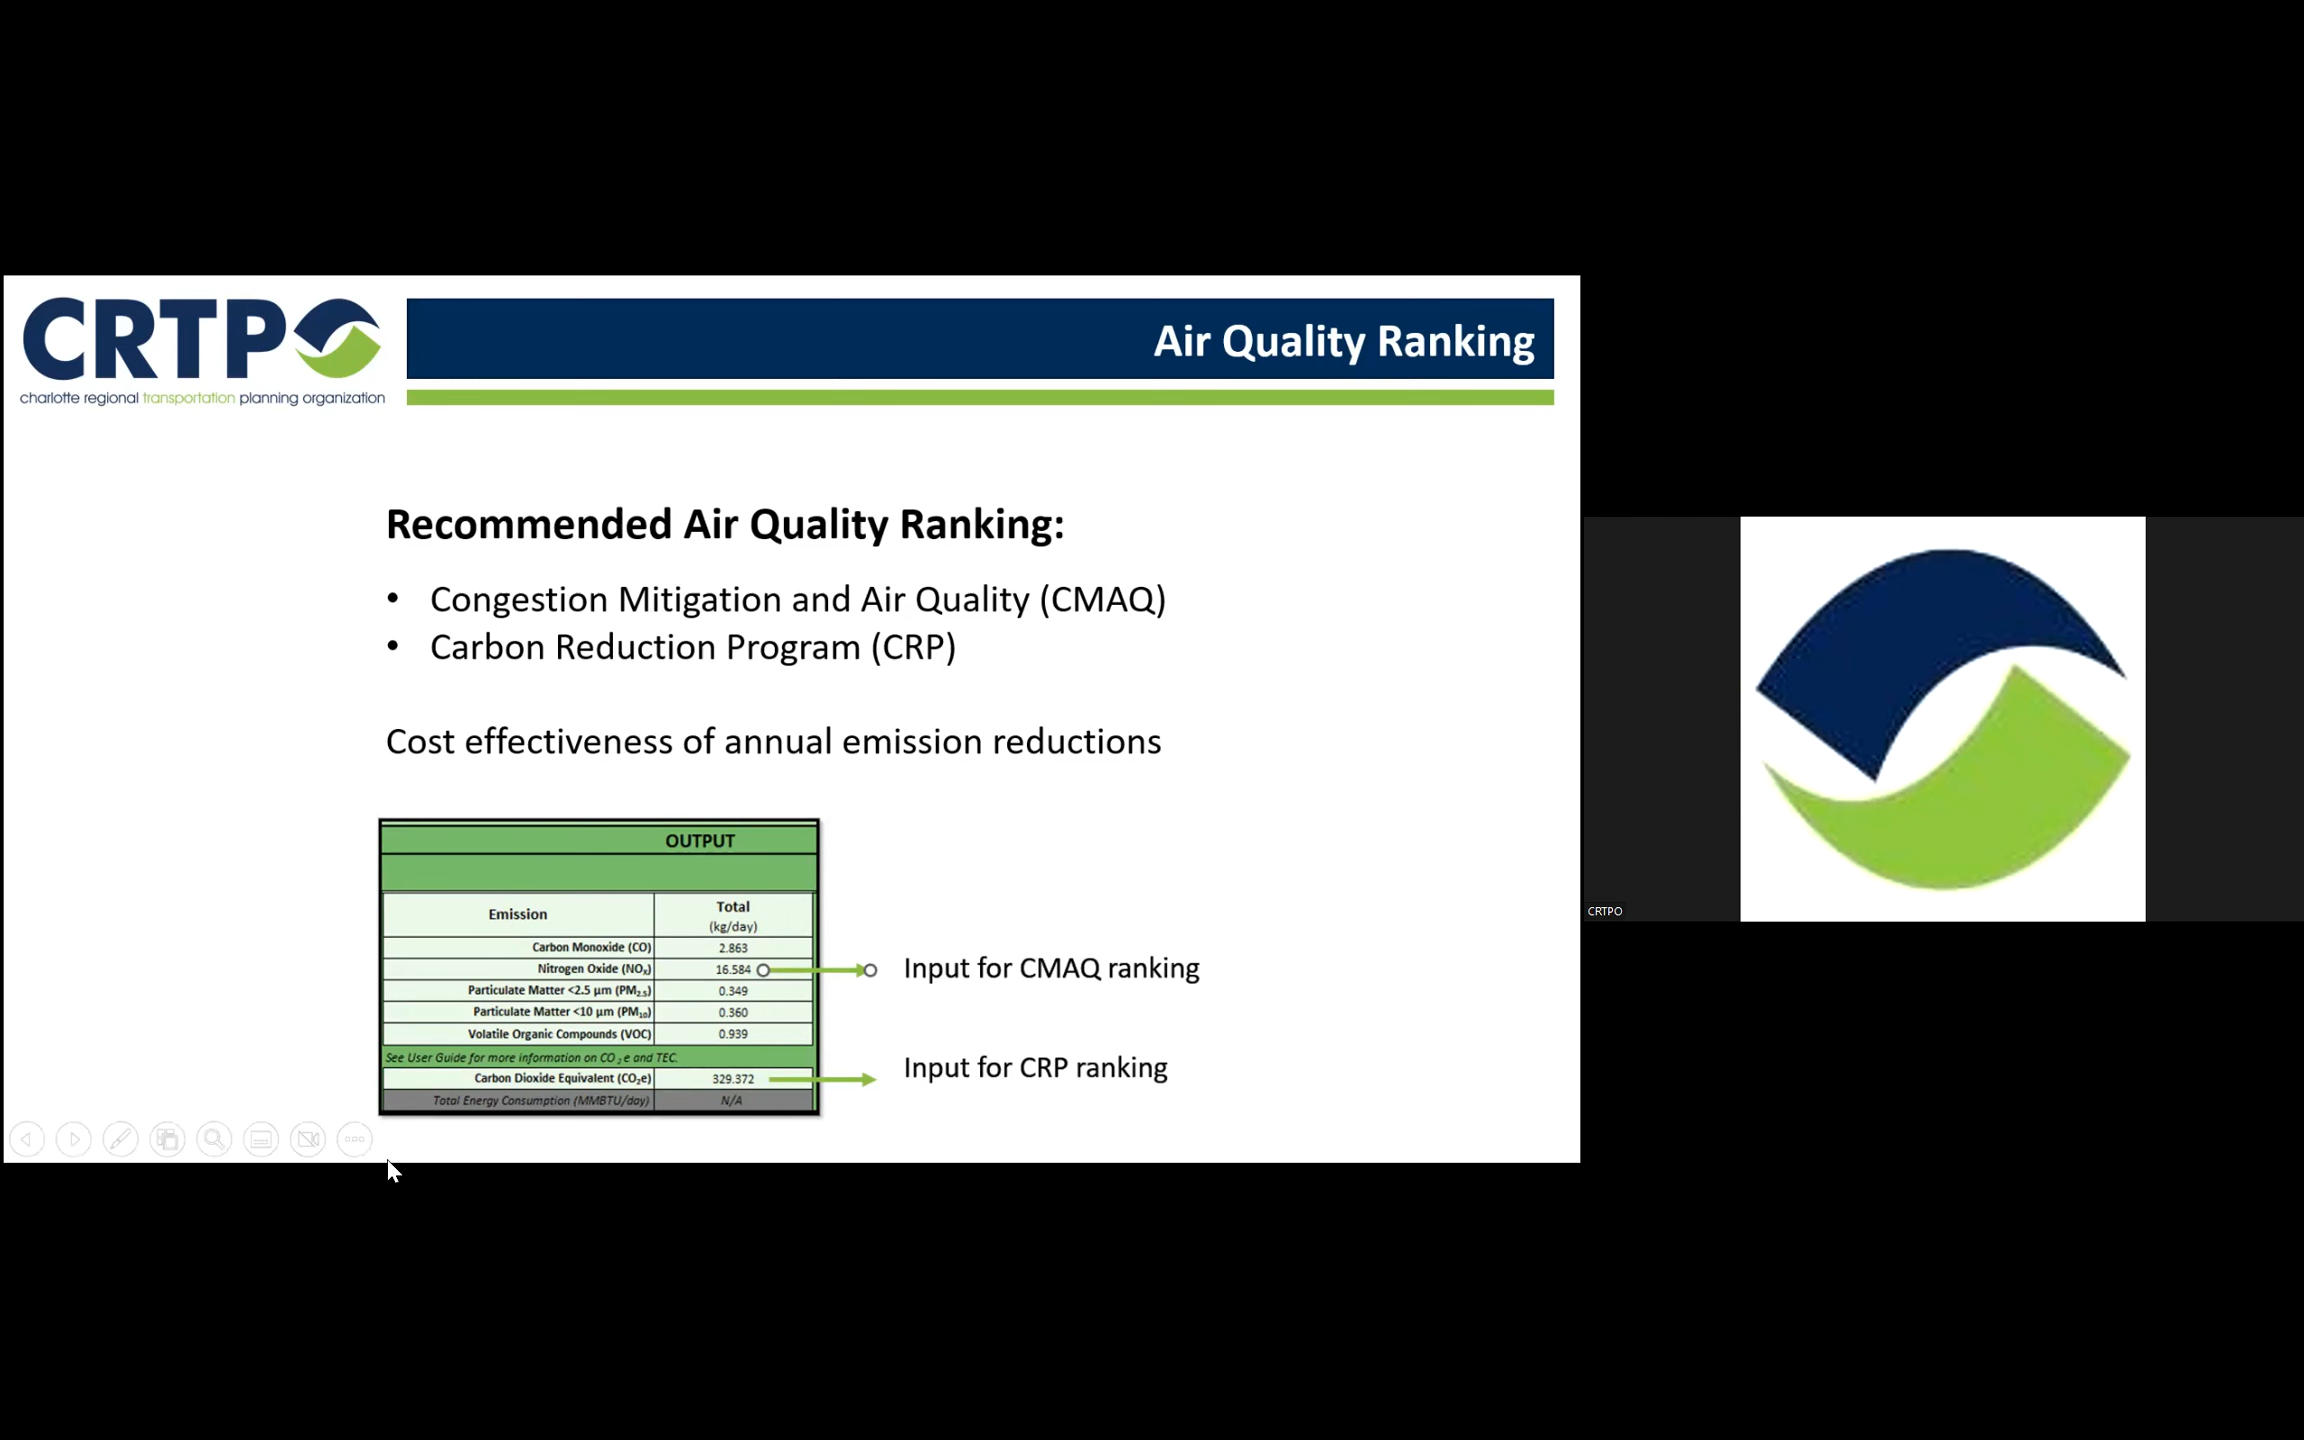 CRTPO
charlotte regional transportation planning organization
Air Quality Ranking
Recommended Air Quality Ranking:
• Congestion Mitigation and Air Quality (CMAQ)
• Carbon Reduction Program (CRP)
Cost effectiveness of annual emission reductions
OUTPUT
Emission Total
(kg/day)
Carbon Monoxide (CO) 2.863
Nitrogen Oxide (NOx) 16.584 Input for CMAQ ranking
Particulate Matter <2.5 μm (PM2.5) 0.349
Particulate Matter <10 μm (PM10) 0.360
Volatile Organic Compounds (VOC) 0.939
See User Guide for more information on CO2e and TEC.
Carbon Dioxide Equivalent (CO2e) 329.372 Input for CRP ranking
Total Energy Consumption (MMBTU/day) N/A
CRTPO